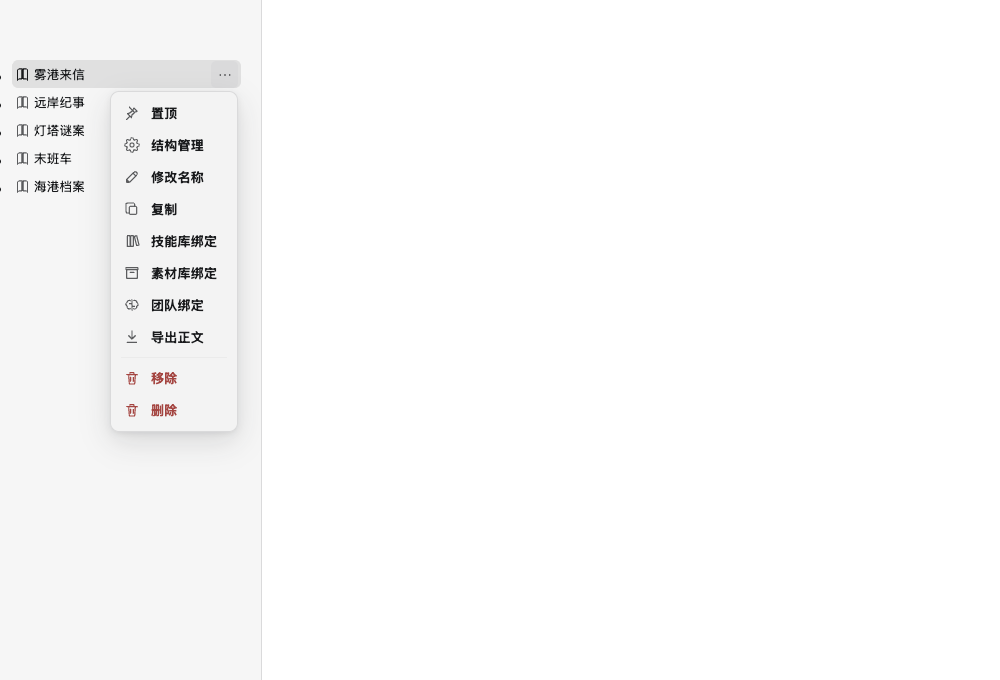 雾港来信
远岸纪事
灯塔谜案
末班车
海港档案
置顶
结构管理
修改名称
复制
技能库绑定
素材库绑定
团队绑定
导出正文
移除
删除